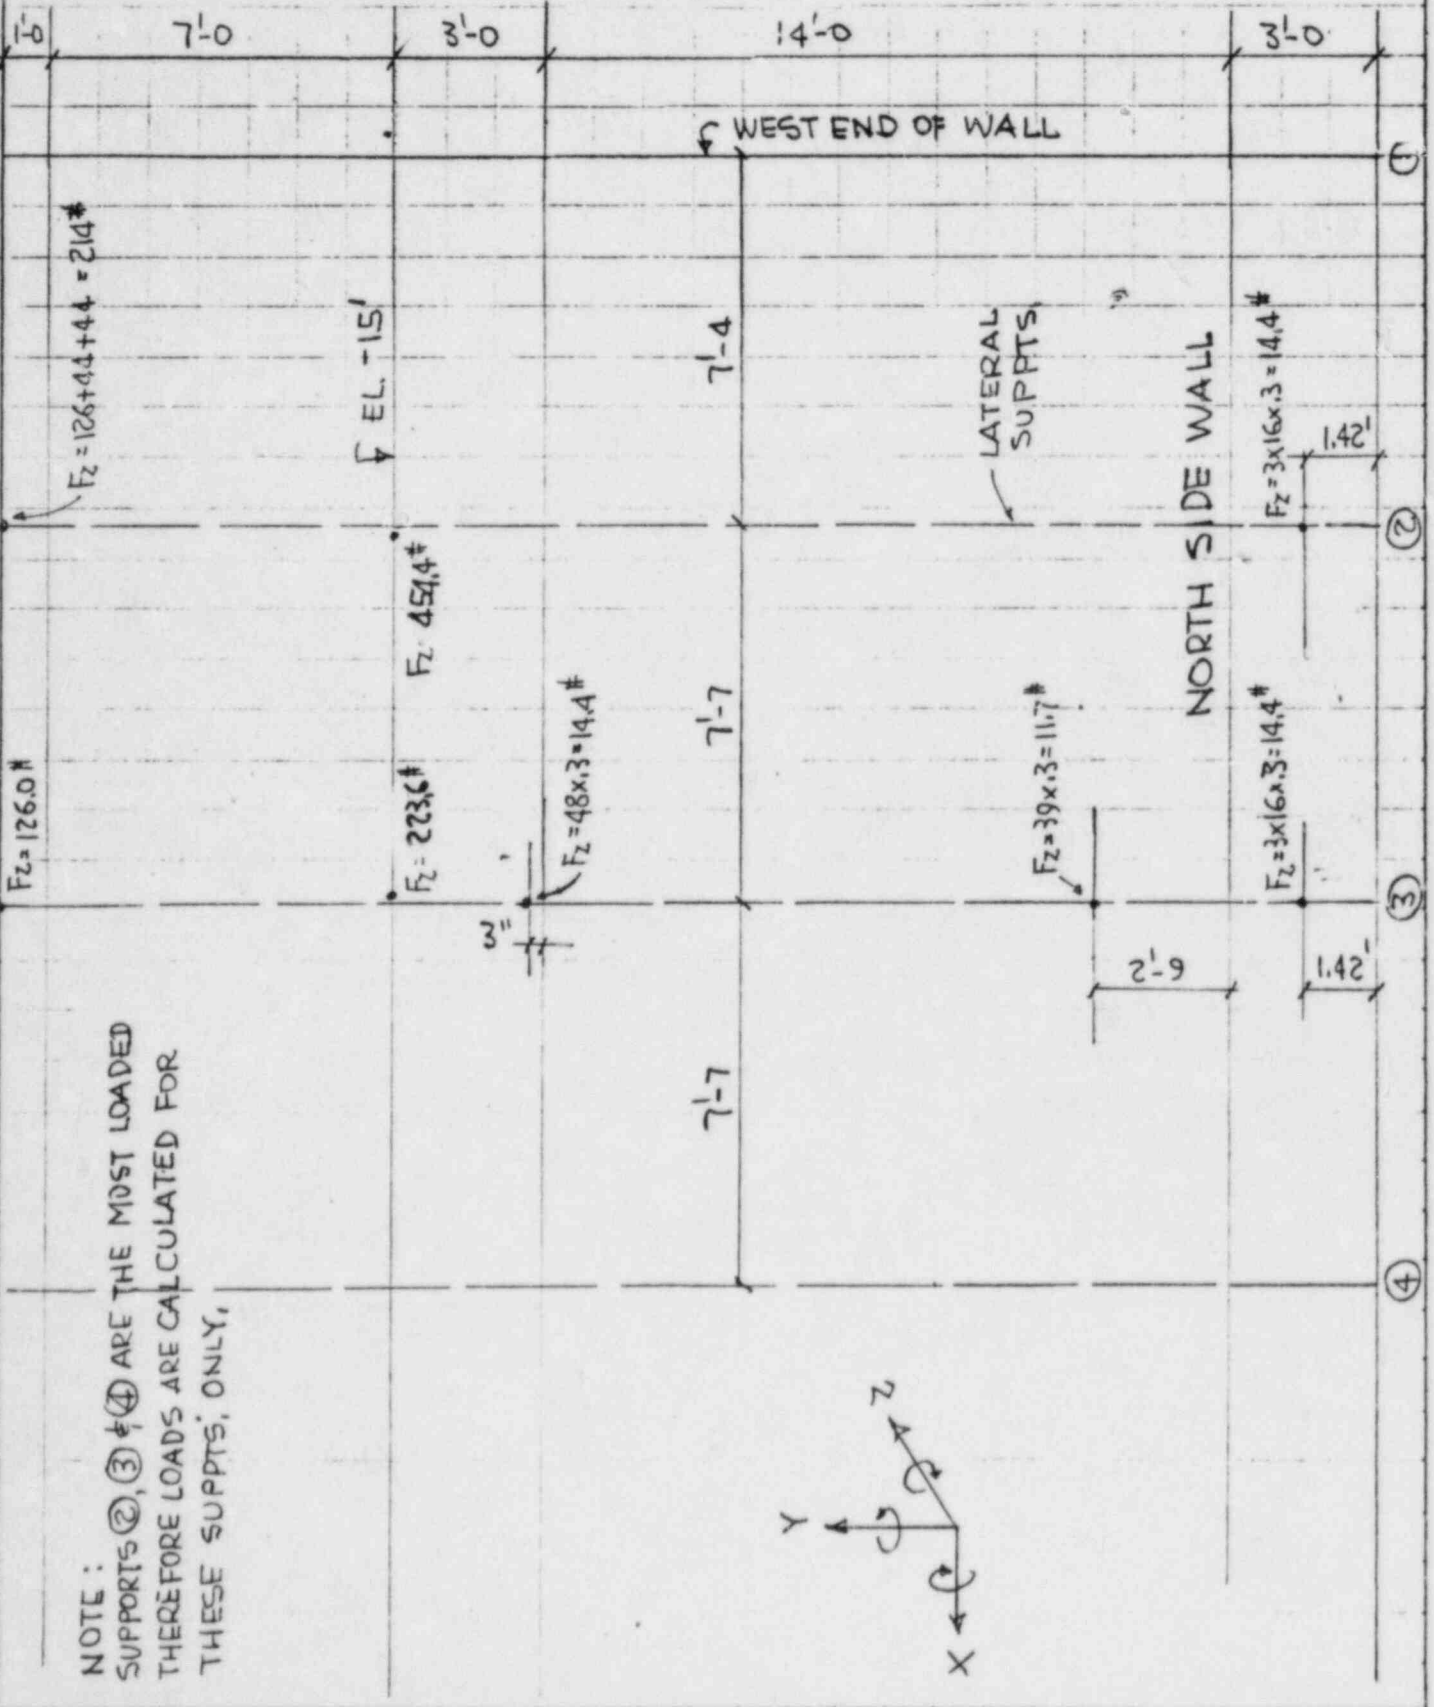 NOTE :
SUPPORTS ②, ③ & ④ ARE THE MOST LOADED
THEREFORE LOADS ARE CALCULATED FOR
THESE SUPPTS. ONLY.
Fz = 126.0#
Fz = 126+44+44 = 214#
1'-0
7'-0
Fz = 223.6#
EL. -15'
3'-0
3"
Fz = 48x.3 = 14.4#
14'-0
WEST END OF WALL
7'-7
7'-7
7'-4
Y
X
Z
LATERAL
SUPPTS.
Fz = 39x.3 = 11.7#
2'-9
NORTH SIDE WALL
Fz = 3x16x.3 = 14.4#
Fz = 3x16x.3 = 14.4#
3'-0
1.42'
1.42'
④
③
②
①